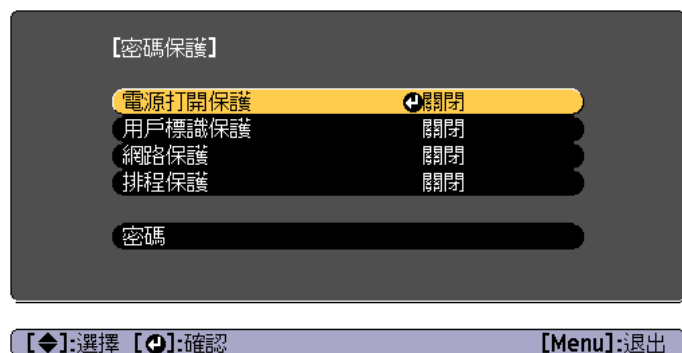 [密碼保護]
電源打開保護 關閉
用戶標識保護 關閉
網路保護 關閉
排程保護 關閉
密碼
[◆]:選擇 [↵]:確認 [Menu]:退出